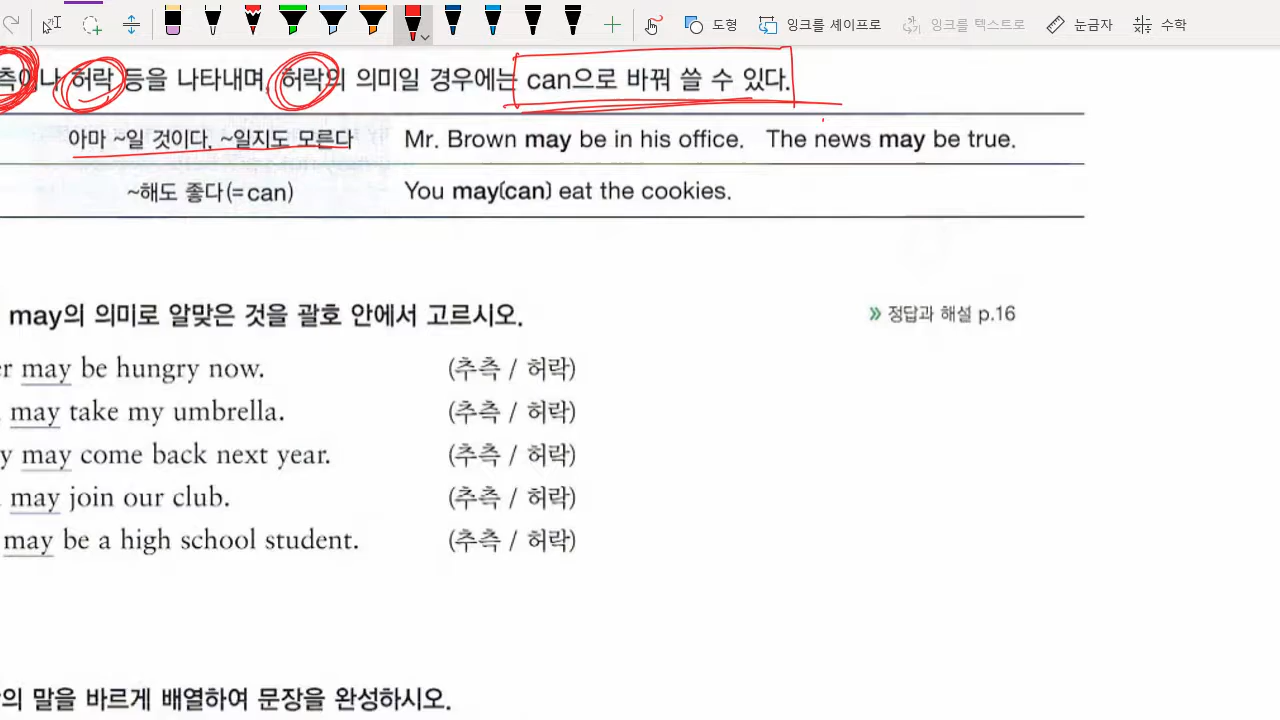 도형 잉크를 셰이프로 잉크를 텍스트로 눈금자 수학
측이나 허락 등을 나타내며, 허락의 의미일 경우에는 can으로 바꿔 쓸 수 있다.
아마 ~일 것이다, ~일지도 모른다 Mr. Brown may be in his office. The news may be true.
~해도 좋다(=can) You may(can) eat the cookies.
may의 의미로 알맞은 것을 괄호 안에서 고르시오. » 정답과 해설 p.16
er may be hungry now. (추측 / 허락)
may take my umbrella. (추측 / 허락)
y may come back next year. (추측 / 허락)
may join our club. (추측 / 허락)
may be a high school student. (추측 / 허락)
의 말을 바르게 배열하여 문장을 완성하시오.